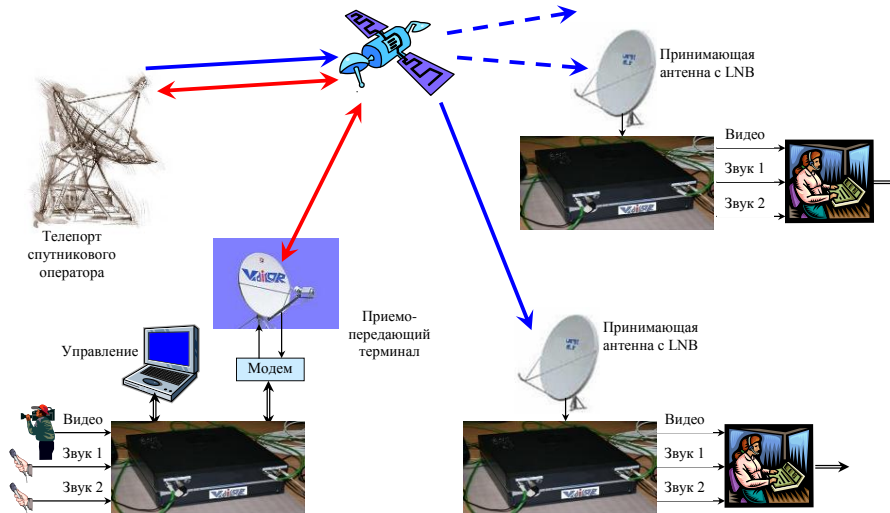 Принимающая
антенна с LNB
Видео
Звук 1
Звук 2
Телепорт
спутникового
оператора
Приемо-
передающий
терминал
Принимающая
антенна с LNB
Управление
Модем
Видео
Звук 1
Звук 2
Видео
Звук 1
Звук 2